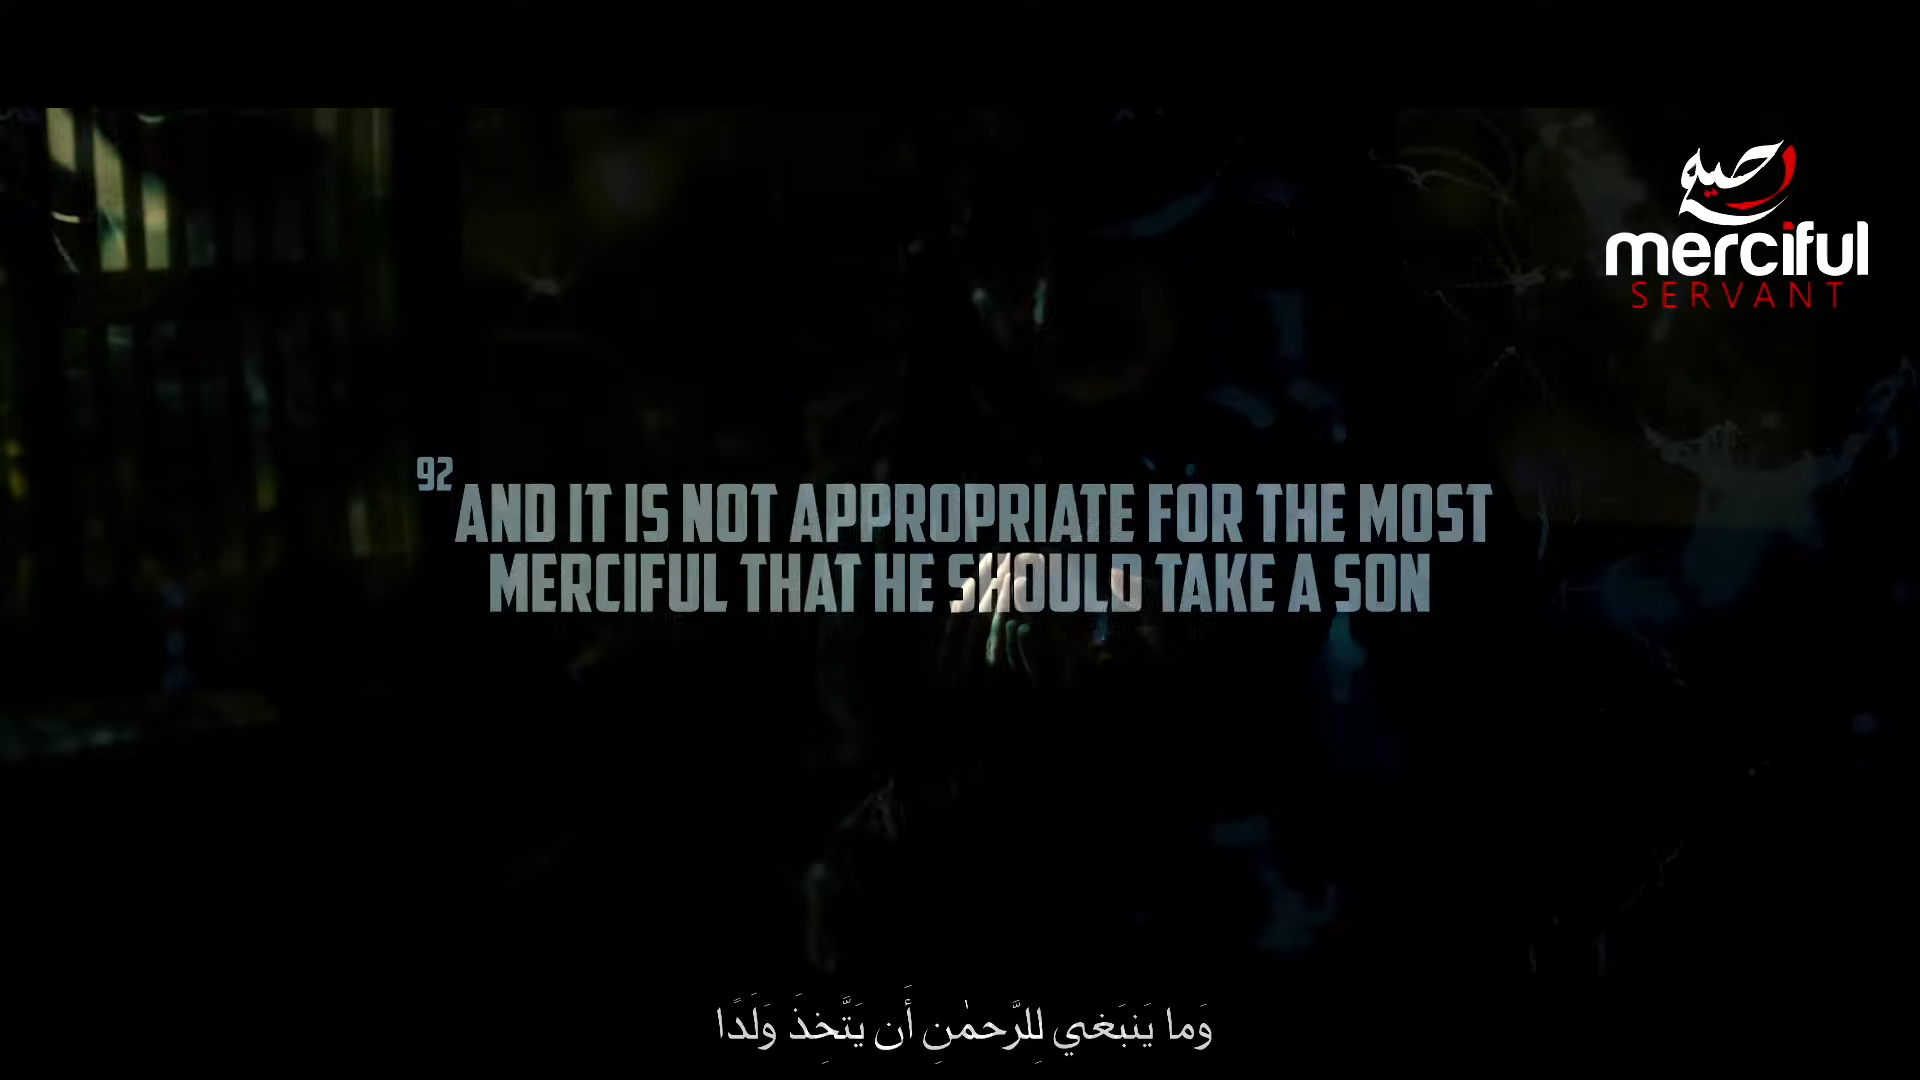 merciful
SERVANT
92 AND IT IS NOT APPROPRIATE FOR THE MOST
MERCIFUL THAT HE SHOULD TAKE A SON
وَما يَنبَغي لِلرَّحمٰنِ أَن يَتَّخِذَ وَلَدًا